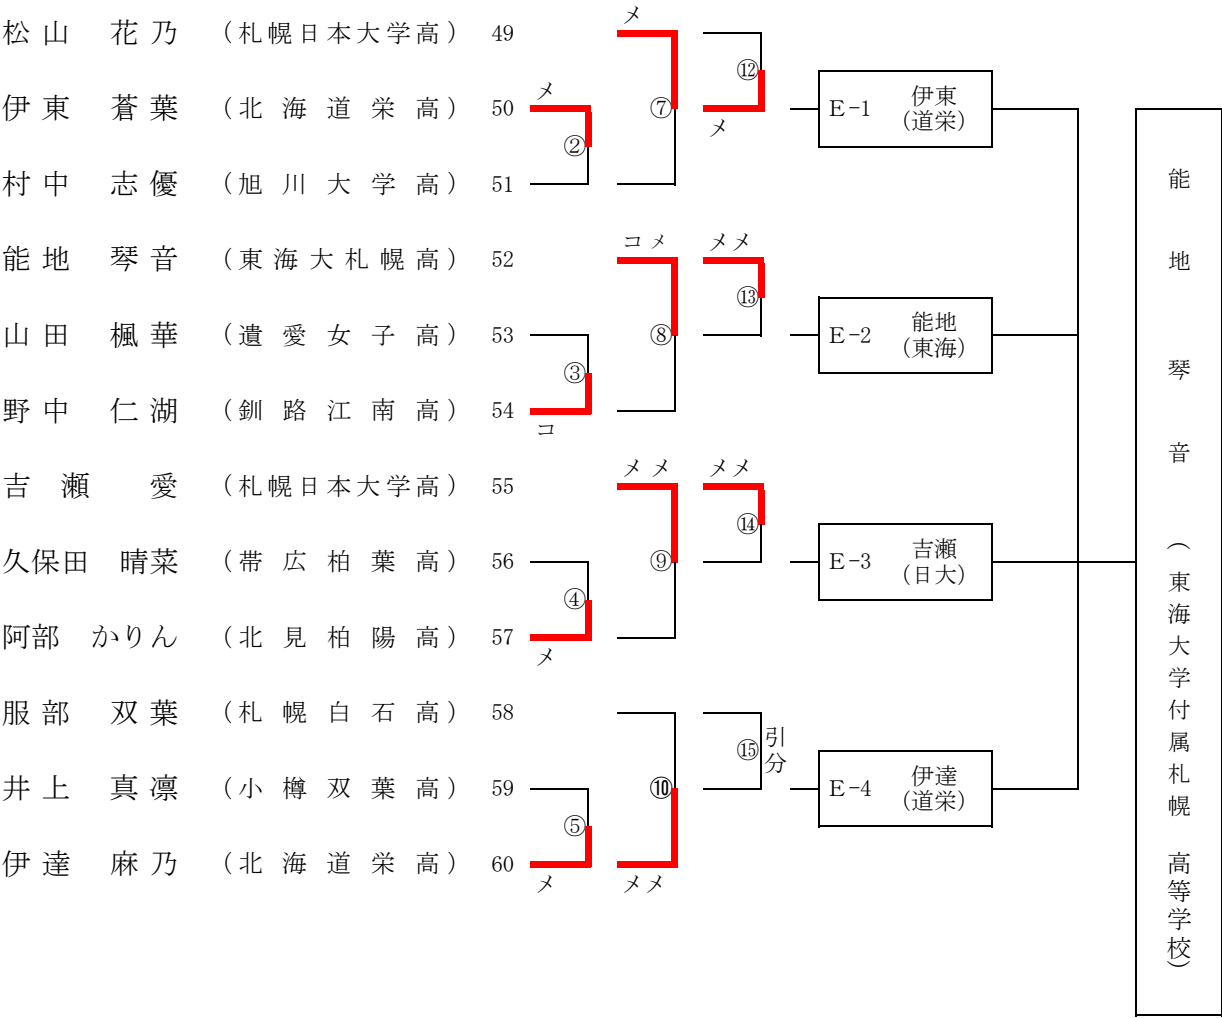 メ
松山 花乃 (札幌日本大学高) 49
⑫
メ
伊東 蒼葉 (北海道栄高) 50
⑦
メ
E-1 伊東
(道栄)
②
村中 志優 (旭川大学高) 51
コメ メメ
能地 琴音 (東海大札幌高) 52
⑬
山田 楓華 (遺愛女子高) 53
⑧
E-2 能地
(東海)
③
野中 仁湖 (釧路江南高) 54
コ
メメ メメ
吉瀬 愛 (札幌日本大学高) 55
⑭
久保田 晴菜 (帯広柏葉高) 56
⑨
E-3 吉瀬
(日大)
④
阿部 かりん (北見柏陽高) 57
メ
服部 双葉 (札幌白石高) 58
⑮ 引分
井上 真凛 (小樽双葉高) 59
⑩
E-4 伊達
(道栄)
⑤
伊達 麻乃 (北海道栄高) 60
メ メメ
能地琴音(東海大学付属札幌高等学校)